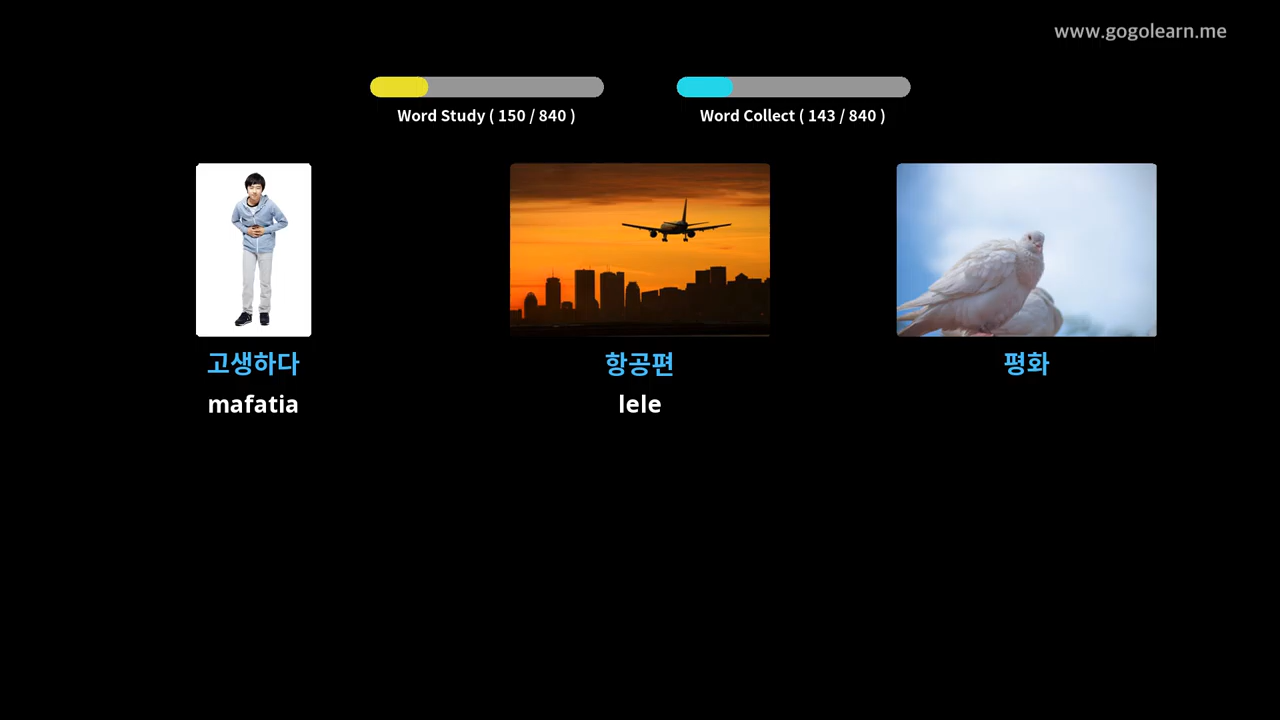 www.gogolearn.me
Word Study ( 150 / 840 )
Word Collect ( 143 / 840 )
고생하다
mafatia
항공편
lele
평화